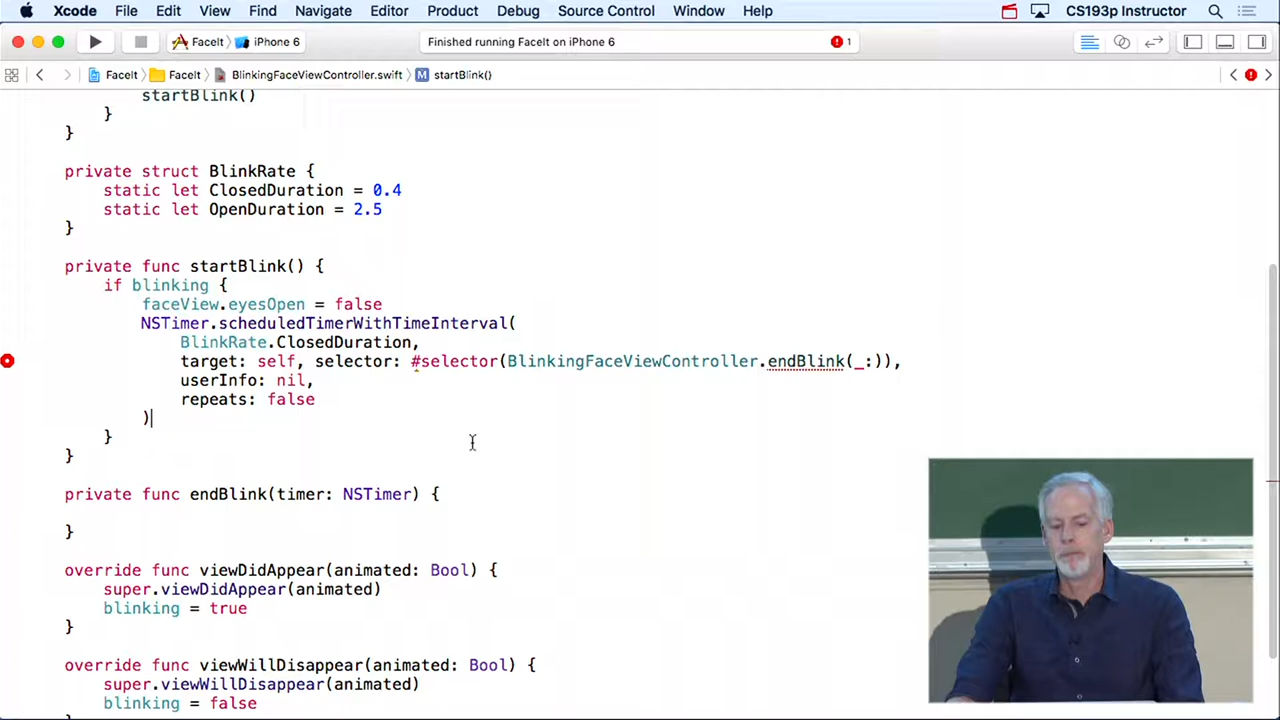 Xcode File Edit View Find Navigate Editor Product Debug Source Control Window Help CS193p Instructor
FaceIt iPhone 6 Finished running FaceIt on iPhone 6 1
FaceIt FaceIt BlinkingFaceViewController.swift M startBlink()
startBlink()
}
}
private struct BlinkRate {
static let ClosedDuration = 0.4
static let OpenDuration = 2.5
}
private func startBlink() {
if blinking {
faceView.eyesOpen = false
NSTimer.scheduledTimerWithTimeInterval(
BlinkRate.ClosedDuration,
target: self, selector: #selector(BlinkingFaceViewController.endBlink(_:)),
userInfo: nil,
repeats: false
)
}
}
private func endBlink(timer: NSTimer) {
}
override func viewDidAppear(animated: Bool) {
super.viewDidAppear(animated)
blinking = true
}
override func viewWillDisappear(animated: Bool) {
super.viewWillDisappear(animated)
blinking = false